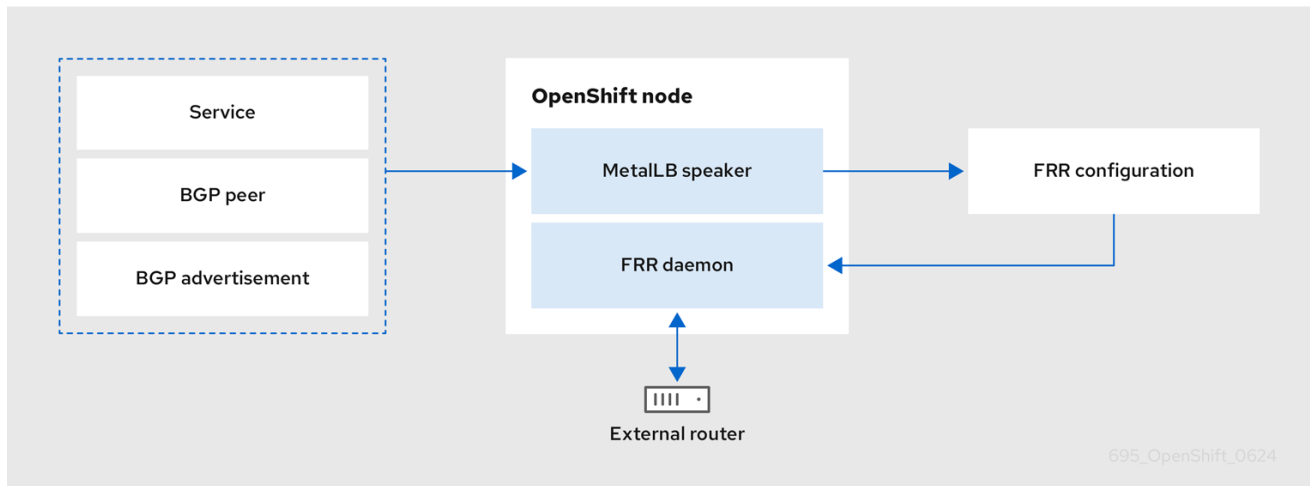 Service
BGP peer
BGP advertisement
OpenShift node
MetalLB speaker
FRR daemon
FRR configuration
External router
695_OpenShift_0624